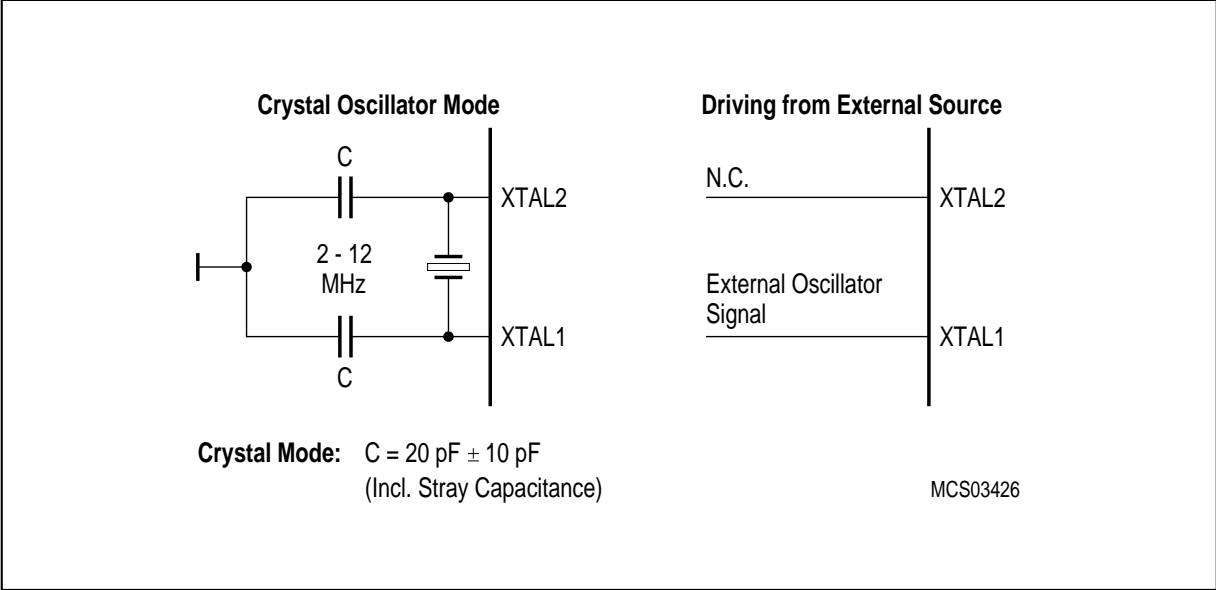 Crystal Oscillator Mode
C
XTAL2
2 - 12
MHz
XTAL1
C
Crystal Mode: C = 20 pF ± 10 pF
(Incl. Stray Capacitance)
Driving from External Source
N.C.
XTAL2
External Oscillator
Signal
XTAL1
MCS03426